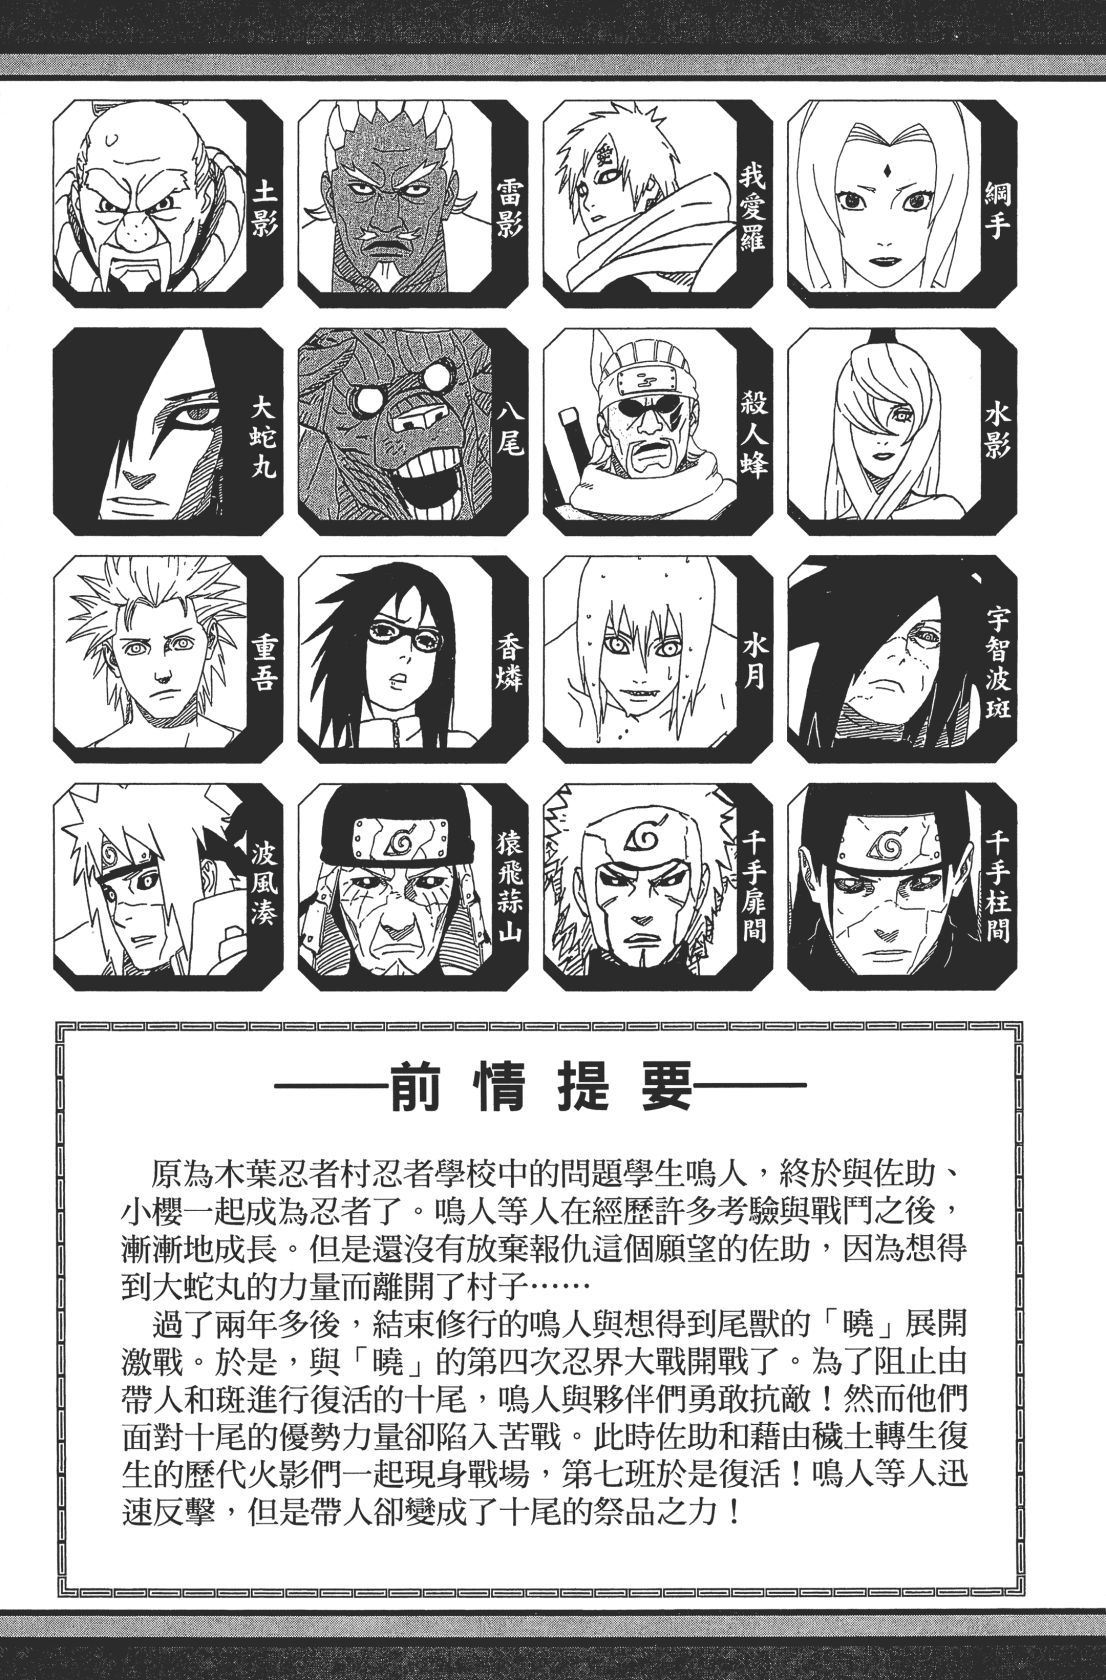 綱手
我愛羅
雷影
土影
水影
殺人蜂
八尾
大蛇丸
宇智波斑
水月
香燐
重吾
千手柱間
千手扉間
猿飛蒜山
波風湊
前情提要
原為木葉忍者村忍者學校中的問題學生鳴人，終於與佐助、
小櫻一起成為忍者了。鳴人等人在經歷許多考驗與戰鬥之後，
漸漸地成長。但是還沒有放棄報仇這個願望的佐助，因為想得
到大蛇丸的力量而離開了村子……
過了兩年多後，結束修行的鳴人與想得到尾獸的「曉」展開
激戰。於是，與「曉」的第四次忍界大戰開戰了。為了阻止由
帶人和斑進行復活的十尾，鳴人與夥伴們勇敢抗敵！然而他們
面對十尾的優勢力量卻陷入苦戰。此時佐助和藉由穢土轉生復
生的歷代火影們一起現身戰場，第七班於是復活！鳴人等人迅
速反擊，但是帶人卻變成了十尾的祭品之力！